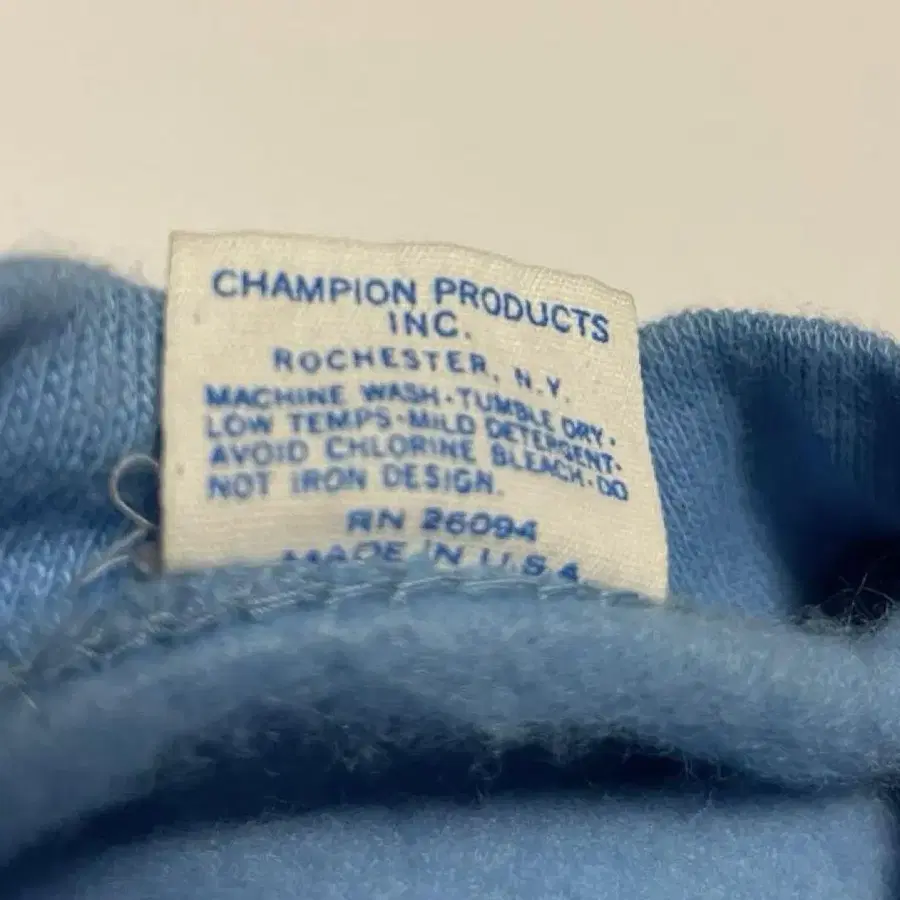 CHAMPION PRODUCTS
INC.
ROCHESTER, N.Y.
MACHINE WASH·TUMBLE DRY·
LOW TEMPS·MILD DETERGENT·
AVOID CHLORINE BLEACH·DO
NOT IRON DESIGN.
RN 26094
MADE IN U.S.A.